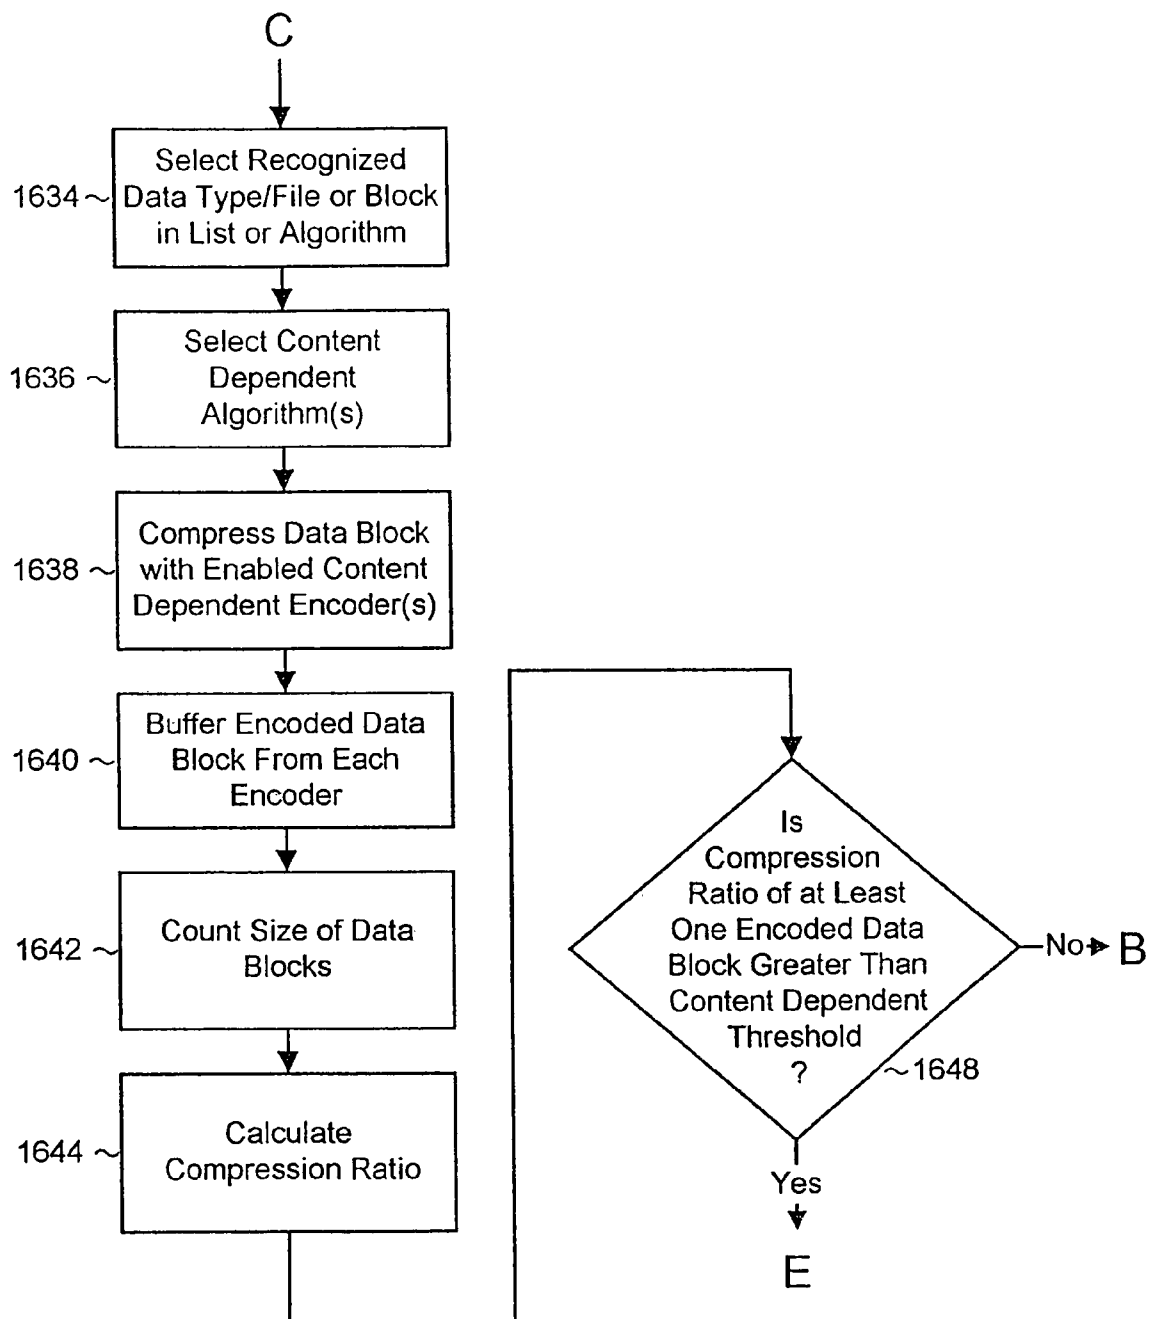 C
1634
Select Recognized
Data Type/File or Block
in List or Algorithm
1636
Select Content
Dependent
Algorithm(s)
1638
Compress Data Block
with Enabled Content
Dependent Encoder(s)
1640
Buffer Encoded Data
Block From Each
Encoder
1642
Count Size of Data
Blocks
1644
Calculate
Compression Ratio
Is
Compression
Ratio of at Least
One Encoded Data
Block Greater Than
Content Dependent
Threshold
?
1648
No
B
Yes
E